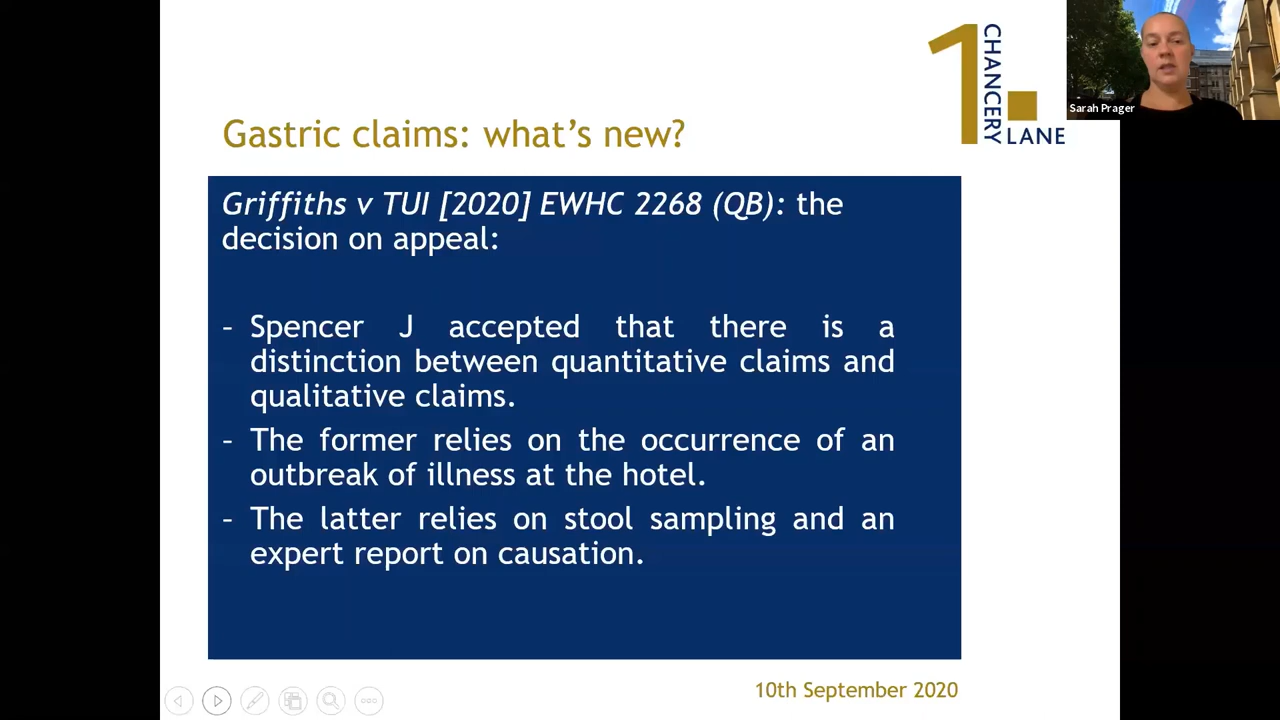 1
CHANCERY
LANE
Sarah Prager
Gastric claims: what's new?
Griffiths v TUI [2020] EWHC 2268 (QB): the
decision on appeal:
- Spencer J accepted that there is a
distinction between quantitative claims and
qualitative claims.
- The former relies on the occurrence of an
outbreak of illness at the hotel.
- The latter relies on stool sampling and an
expert report on causation.
10th September 2020